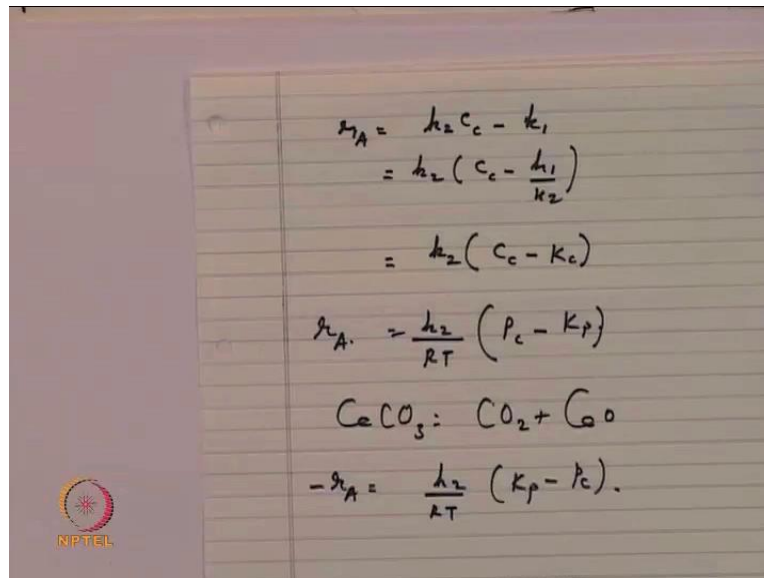 r_A = k_2 C_c - k_1
= k_2 ( C_c - k_1/k_2 )
= k_2 ( C_c - K_c )
r_A. = k_2/RT ( P_c - K_p )
CaCO_3 = CO_2 + CaO
-r_A = k_2/RT ( K_p - P_c ).
NPTEL